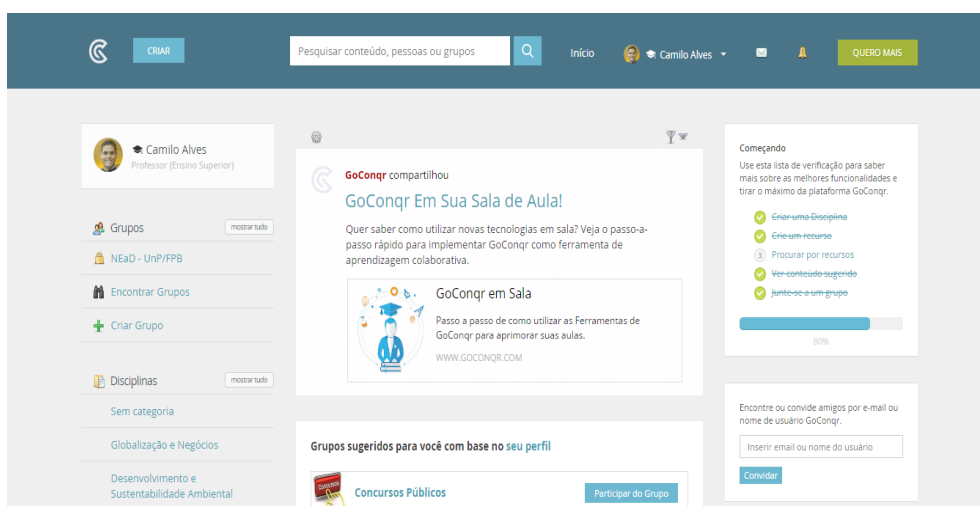 CRIAR
Pesquisar conteúdo, pessoas ou grupos
Início
Camilo Alves
QUERO MAIS
Camilo Alves
Professor (Ensino Superior)
Grupos
mostrar tudo
NEaD - UnP/FPB
Encontrar Grupos
Criar Grupo
Disciplinas
mostrar tudo
Sem categoria
Globalização e Negócios
Desenvolvimento e
Sustentabilidade Ambiental
GoConqr compartilhou
GoConqr Em Sua Sala de Aula!
Quer saber como utilizar novas tecnologias em sala? Veja o passo-a-
passo rápido para implementar GoConqr como ferramenta de
aprendizagem colaborativa.
GoConqr em Sala
Passo a passo de como utilizar as Ferramentas de
GoConqr para aprimorar suas aulas.
WWW.GOCONQR.COM
Grupos sugeridos para você com base no seu perfil
Concursos
Concursos Públicos
Participar do Grupo
Começando
Use esta lista de verificação para saber
mais sobre as melhores funcionalidades e
tirar o máximo da plataforma GoConqr.
Criar uma Disciplina
Crie um recurso
3 Procurar por recursos
Ver conteúdo sugerido
Junte-se a um grupo
80%
Encontre ou convide amigos por e-mail ou
nome de usuário GoConqr.
Inserir email ou nome do usuário
Convidar